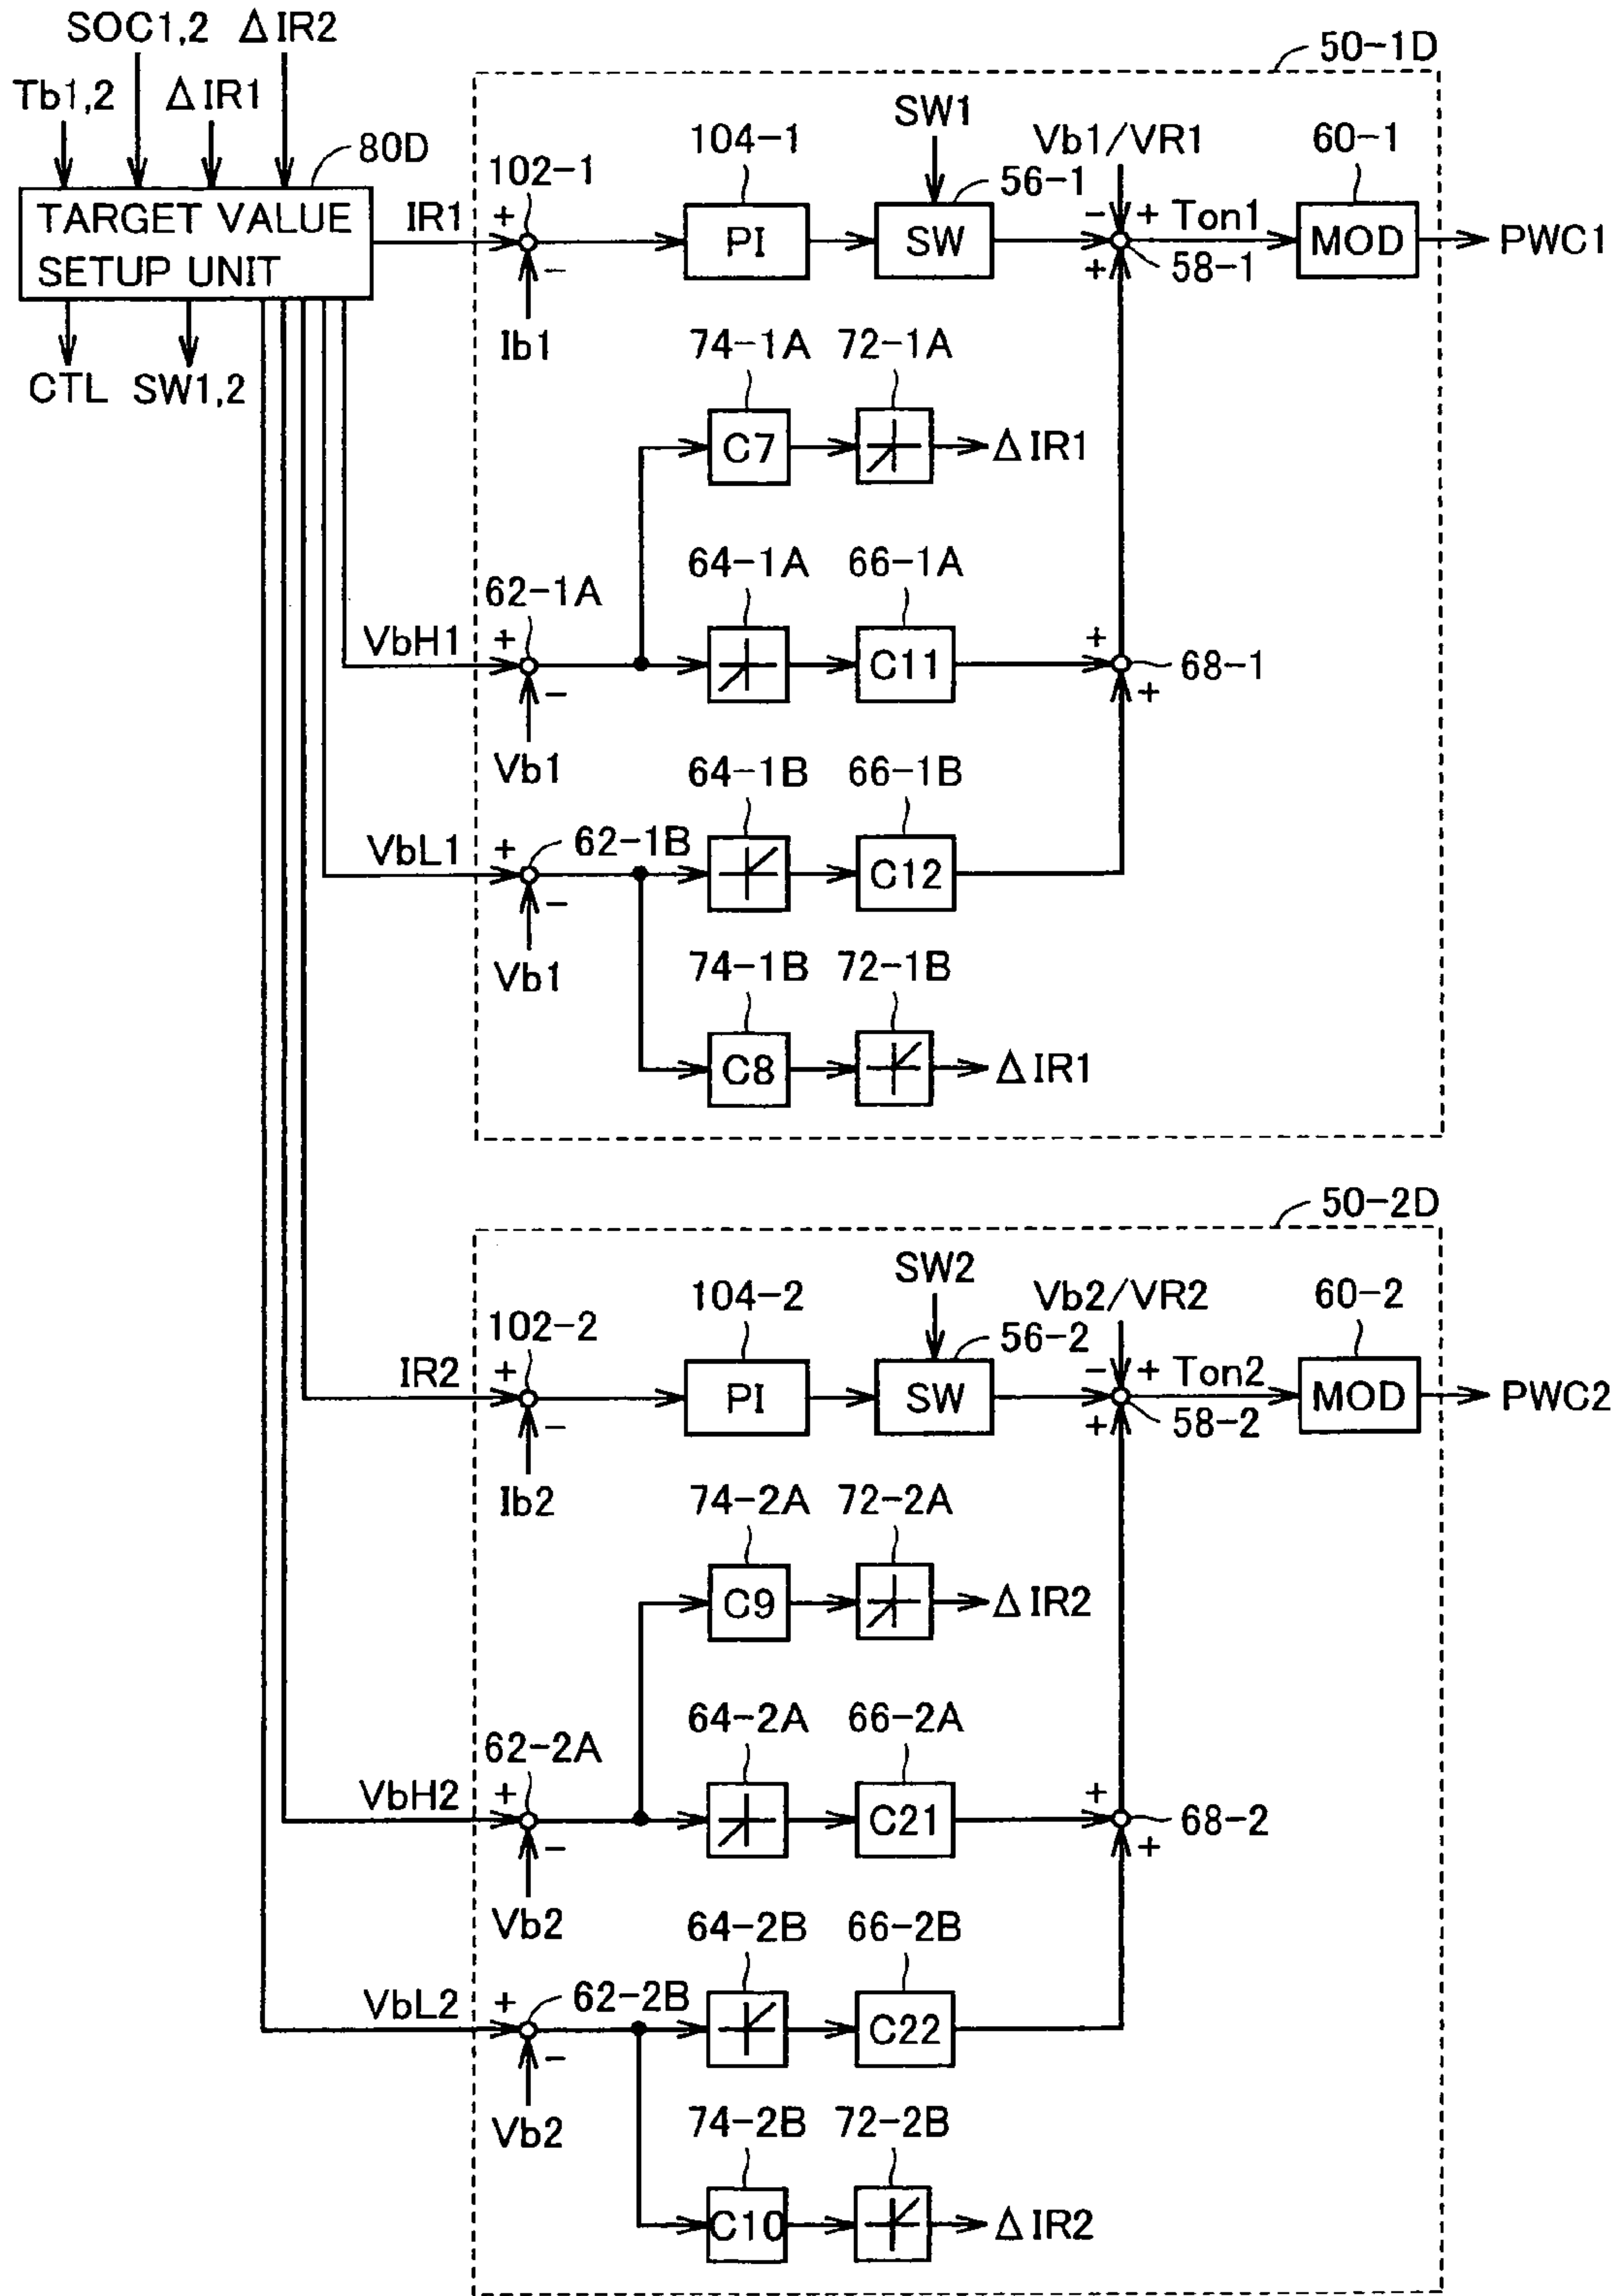 SOC1,2 ΔIR2
Tb1,2 ΔIR1
80D
TARGET VALUE
SETUP UNIT
CTL SW1,2
50-1D
IR1 + 102-1
-
Ib1
104-1
PI
SW1
56-1
SW
Vb1/VR1
- + Ton1
+ 58-1
60-1
MOD
PWC1
74-1A 72-1A
C7 ΔIR1
64-1A 66-1A
62-1A
VbH1 +
-
Vb1
C11
+
68-1
+
64-1B 66-1B
VbL1 + 62-1B
-
Vb1
C12
74-1B 72-1B
C8 ΔIR1
50-2D
IR2 + 102-2
-
Ib2
104-2
PI
SW2
56-2
SW
Vb2/VR2
- + Ton2
+ 58-2
60-2
MOD
PWC2
74-2A 72-2A
C9 ΔIR2
64-2A 66-2A
62-2A
VbH2 +
-
Vb2
C21
+
68-2
+
64-2B 66-2B
VbL2 + 62-2B
-
Vb2
C22
74-2B 72-2B
C10 ΔIR2